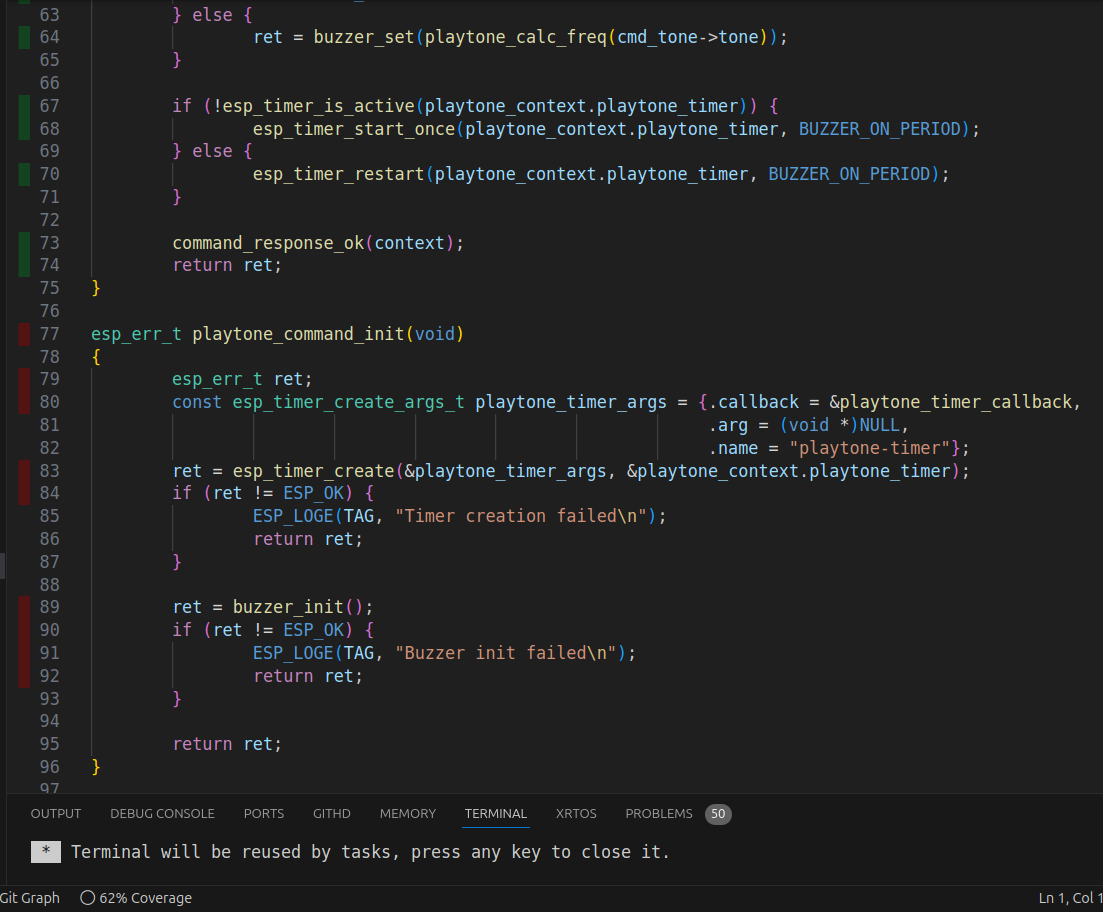 63 } else {
64 ret = buzzer_set(playtone_calc_freq(cmd_tone->tone));
65 }
66
67 if (!esp_timer_is_active(playtone_context.playtone_timer)) {
68 esp_timer_start_once(playtone_context.playtone_timer, BUZZER_ON_PERIOD);
69 } else {
70 esp_timer_restart(playtone_context.playtone_timer, BUZZER_ON_PERIOD);
71 }
72
73 command_response_ok(context);
74 return ret;
75 }
76
77 esp_err_t playtone_command_init(void)
78 {
79 esp_err_t ret;
80 const esp_timer_create_args_t playtone_timer_args = {.callback = &playtone_timer_callback,
81 .arg = (void *)NULL,
82 .name = "playtone-timer"};
83 ret = esp_timer_create(&playtone_timer_args, &playtone_context.playtone_timer);
84 if (ret != ESP_OK) {
85 ESP_LOGE(TAG, "Timer creation failed\n");
86 return ret;
87 }
88
89 ret = buzzer_init();
90 if (ret != ESP_OK) {
91 ESP_LOGE(TAG, "Buzzer init failed\n");
92 return ret;
93 }
94
95 return ret;
96 }
97
OUTPUT DEBUG CONSOLE PORTS GITHD MEMORY TERMINAL XRTOS PROBLEMS 50
* Terminal will be reused by tasks, press any key to close it.
Git Graph 62% Coverage Ln 1, Col 1